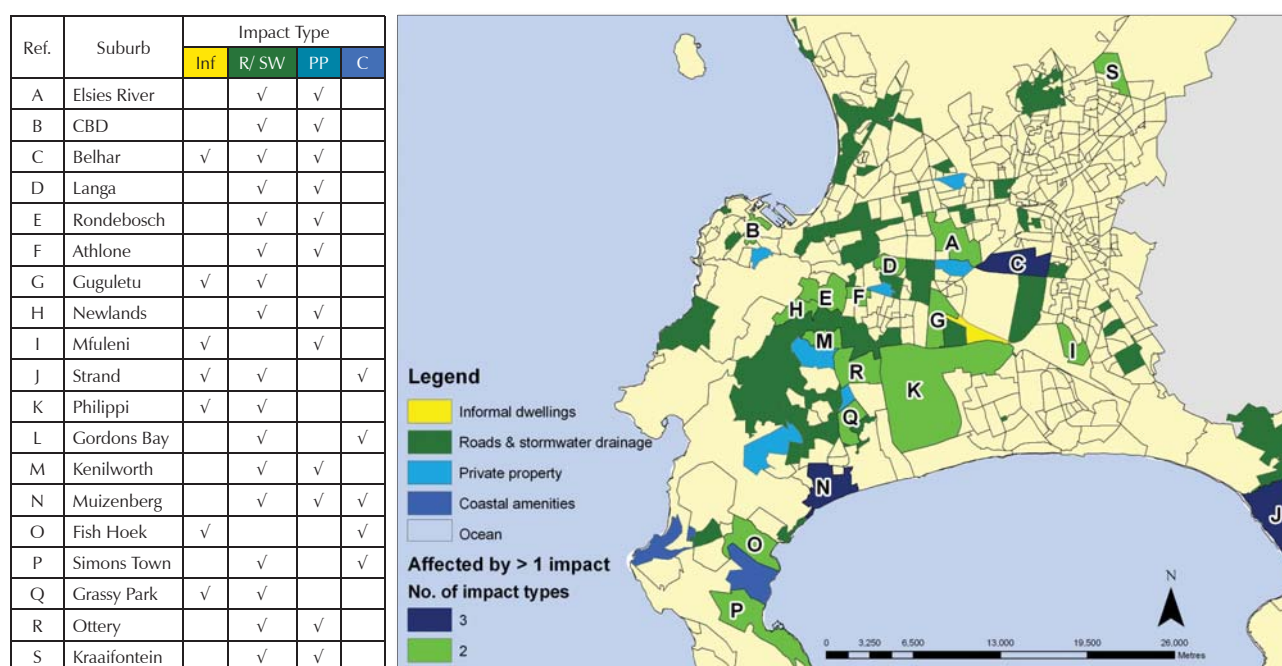 Ref. Suburb Impact Type
Inf R/ SW PP C
A Elsies River √ √
B CBD √ √
C Belhar √ √ √
D Langa √ √
E Rondebosch √ √
F Athlone √ √
G Guguletu √ √
H Newlands √ √
I Mfuleni √ √
J Strand √ √ √
K Philippi √ √
L Gordons Bay √ √
M Kenilworth √ √
N Muizenberg √ √ √
O Fish Hoek √ √
P Simons Town √ √
Q Grassy Park √ √
R Ottery √ √
S Kraaifontein √ √
S
B
A
C
D
E
F
H
G
M
I
R
K
Q
N
J
O
P
Legend
Informal dwellings
Roads & stormwater drainage
Private property
Coastal amenities
Ocean
Affected by > 1 impact
No. of impact types
3
2
N
0 3,250 6,500 13,000 19,500 26,000
Metres